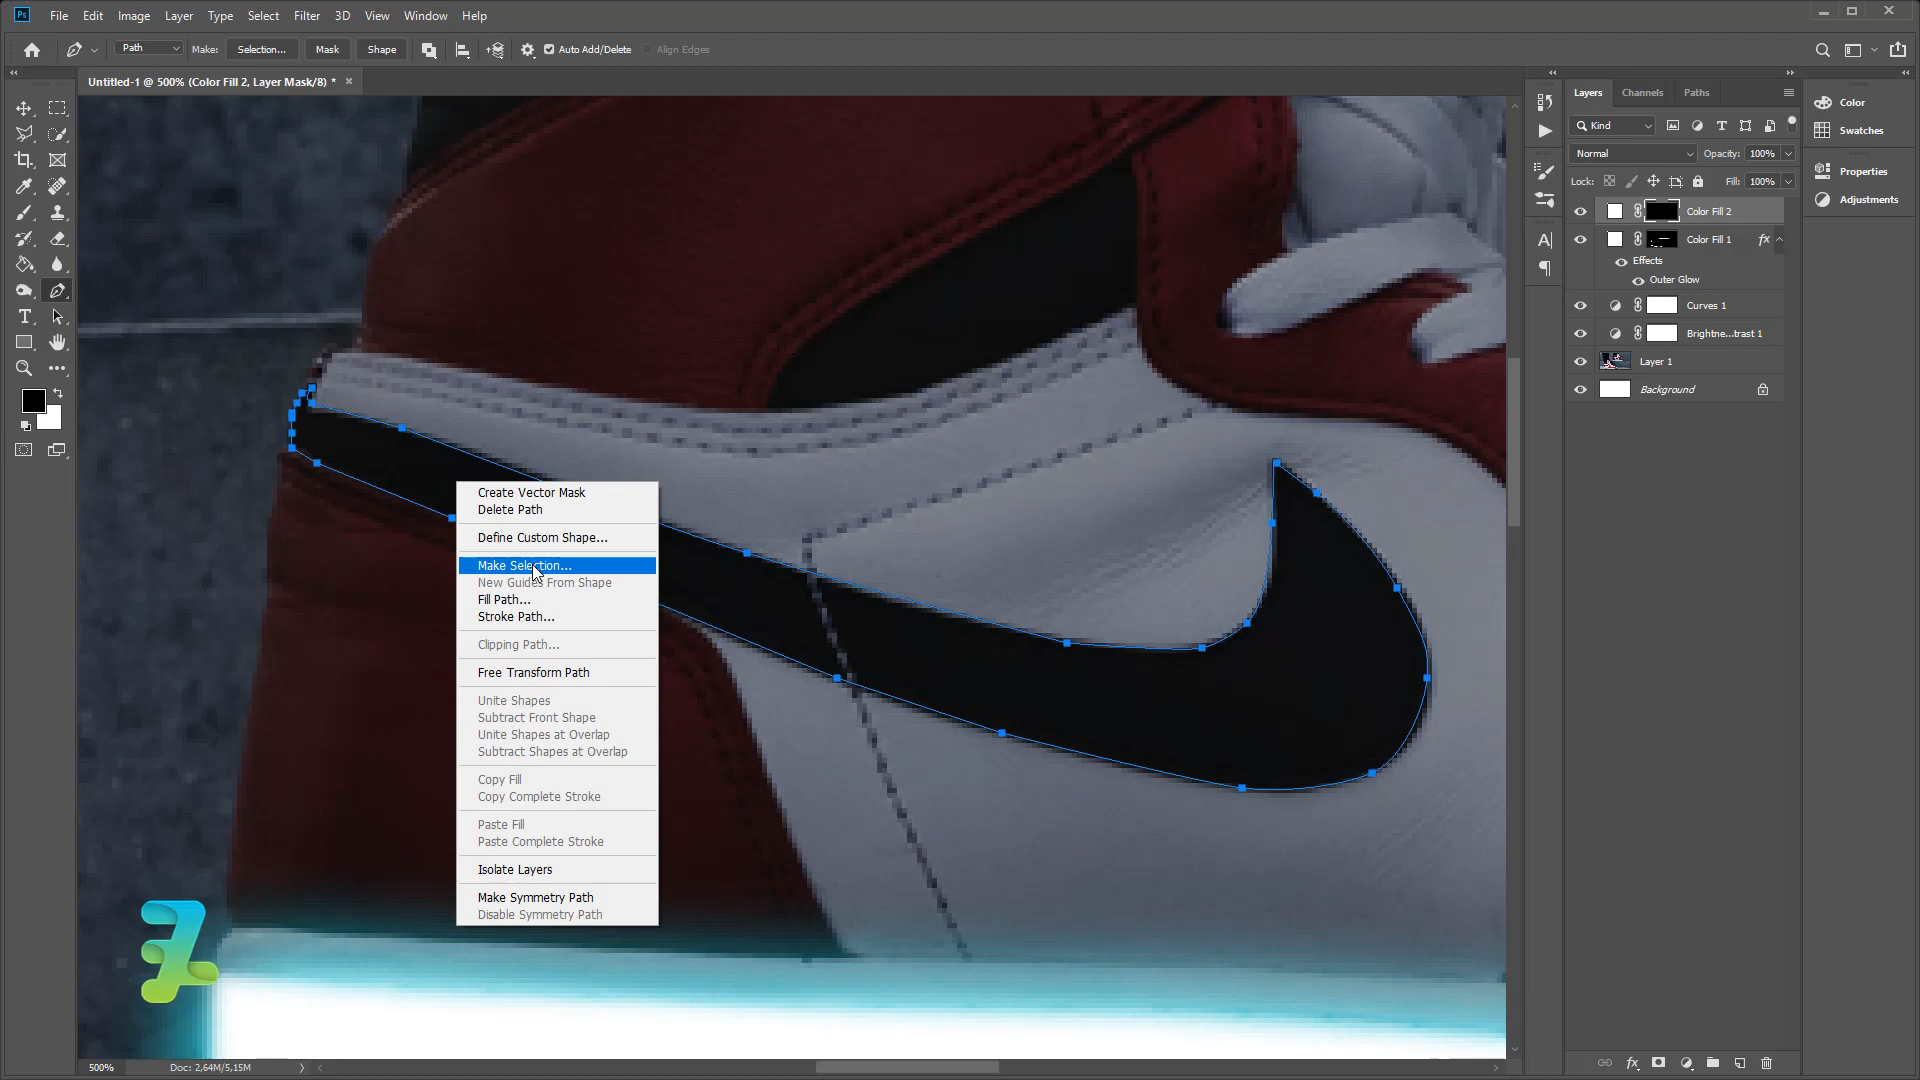 Ps File Edit Image Layer Type Select Filter 3D View Window Help
Path Make: Selection... Mask Shape Auto Add/Delete Align Edges
Untitled-1 @ 500% (Color Fill 2, Layer Mask/8) *
Create Vector Mask
Delete Path
Define Custom Shape...
Make Selection...
New Guides From Shape
Fill Path...
Stroke Path...
Clipping Path...
Free Transform Path
Unite Shapes
Subtract Front Shape
Unite Shapes at Overlap
Subtract Shapes at Overlap
Copy Fill
Copy Complete Stroke
Paste Fill
Paste Complete Stroke
Isolate Layers
Make Symmetry Path
Disable Symmetry Path
Layers Channels Paths
Kind
Normal Opacity: 100%
Lock: Fill: 100%
Color Fill 2
Color Fill 1 fx
Effects
Outer Glow
Curves 1
Brightne...trast 1
Layer 1
Background
Color
Swatches
Properties
Adjustments
500% Doc: 2,64M/5,15M
fx